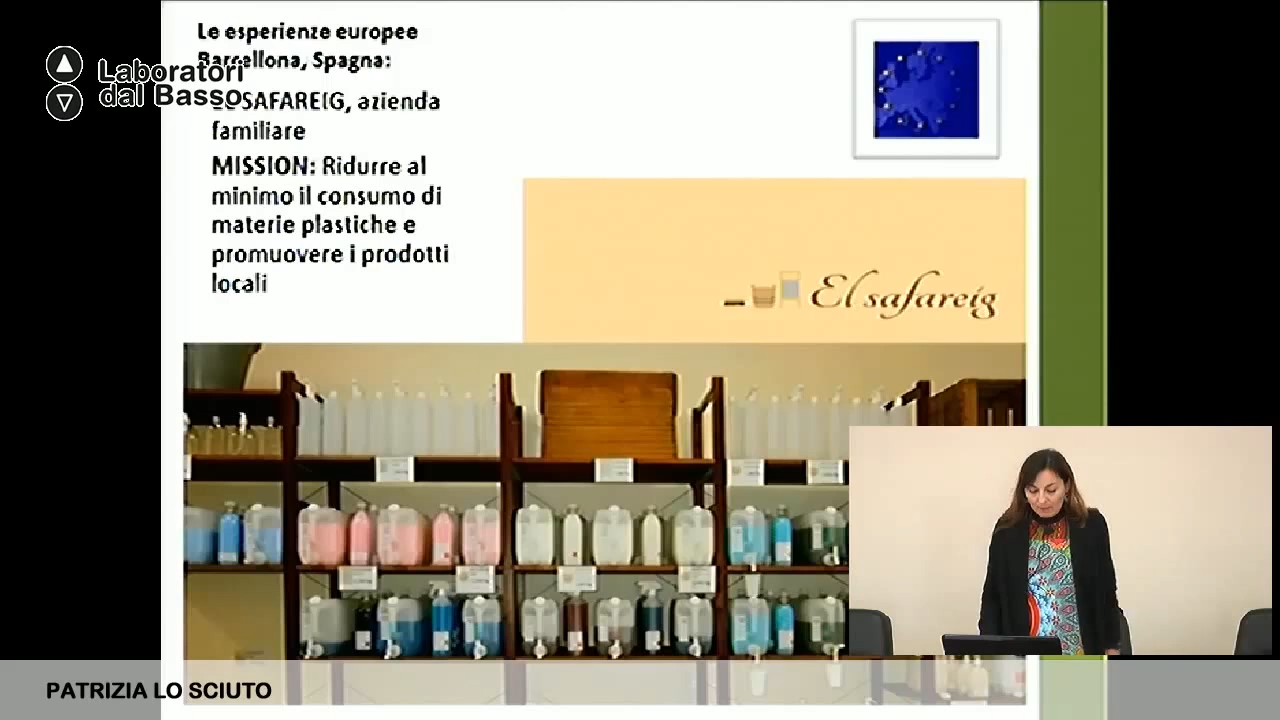 Le esperienze europee
Barcellona, Spagna:
Laboratori
dal Basso
SAFAREIG, azienda
familiare
MISSION: Ridurre al
minimo il consumo di
materie plastiche e
promuovere i prodotti
locali
El safareig
PATRIZIA LO SCIUTO